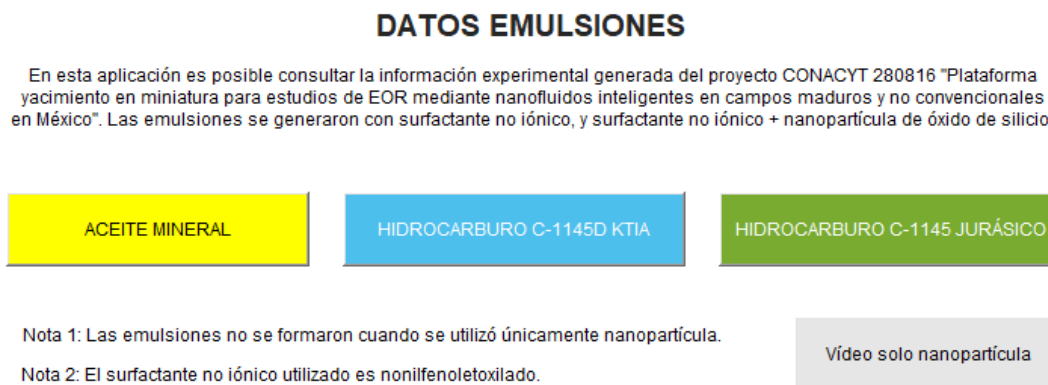 DATOS EMULSIONES
En esta aplicación es posible consultar la información experimental generada del proyecto CONACYT 280816 "Plataforma
yacimiento en miniatura para estudios de EOR mediante nanofluidos inteligentes en campos maduros y no convencionales
en México". Las emulsiones se generaron con surfactante no iónico, y surfactante no iónico + nanopartícula de óxido de silicio
ACEITE MINERAL
HIDROCARBURO C-1145D KTIA
HIDROCARBURO C-1145 JURÁSICO
Nota 1: Las emulsiones no se formaron cuando se utilizó únicamente nanopartícula.
Vídeo solo nanopartícula
Nota 2: El surfactante no iónico utilizado es nonilfenoletoxilado.